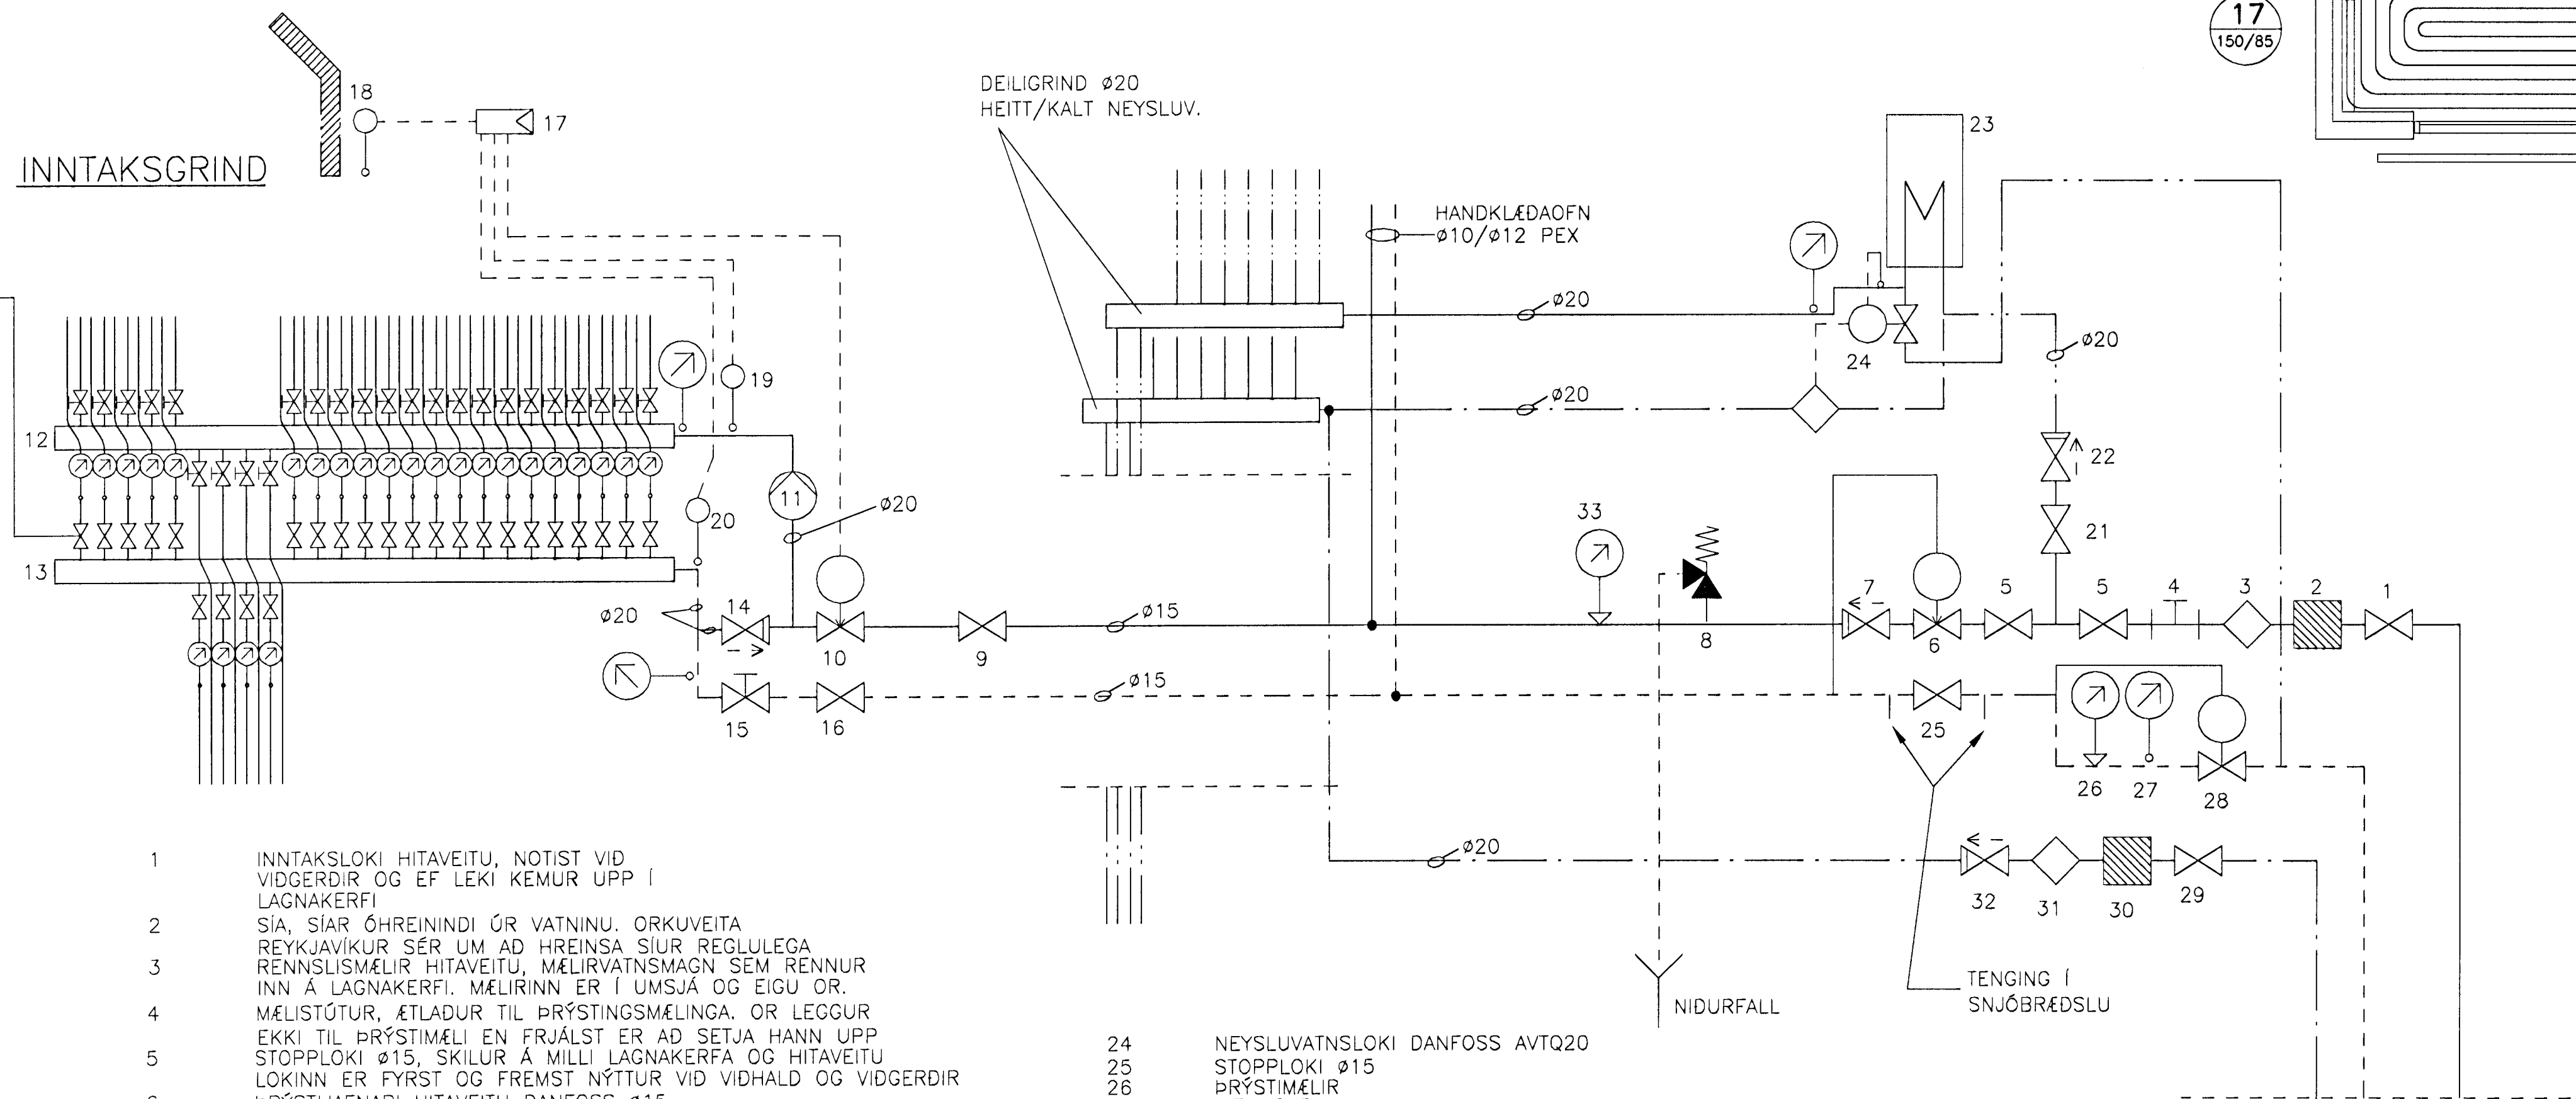 17
150/85
18
17
INNTAKSGRIND
DEILIGRIND ø20
HEITT/KALT NEYSLUV.
23
HANDKLÆÐAOFN
ø10/ø12 PEX
ø20
24
ø20
ø20
19
12
20
11
ø20
22
21
13
33
8
7
6
5
5
4
3
2
1
ø20
14
10
9
ø15
15
16
ø15
25
26
27
28
ø20
32
31
30
29
NIÐURFALL
TENGING Í
SNJÓBRÆÐSLU
1 INNTAKSLOKI HITAVEITU, NOTIST VIÐ
VIÐGERÐIR OG EF LEKI KEMUR UPP Í
LAGNAKERFI
2 SÍA, SÍAR ÓHREININDI ÚR VATNINU. ORKUVEITA
REYKJAVÍKUR SÉR UM AÐ HREINSA SÍUR REGLULEGA
3 RENNSLISMÆLIR HITAVEITU, MÆLIRVATNSMAGN SEM RENNUR
INN Á LAGNAKERFI. MÆLIRINN ER Í UMSJÁ OG EIGU OR.
4 MÆLISTÚTUR, ÆTLAÐUR TIL ÞRÝSTINGSMÆLINGA. OR LEGGUR
EKKI TIL ÞRÝSTIMÆLI EN FRJÁLST ER AÐ SETJA HANN UPP
5 STOPPLOKI ø15, SKILUR Á MILLI LAGNAKERFA OG HITAVEITU
LOKINN ER FYRST OG FREMST NÝTTUR VIÐ VIÐHALD OG VIÐGERÐIR
24 NEYSLUVATNSLOKI DANFOSS AVTQ20
25 STOPPLOKI ø15
26 ÞRÝSTIMÆLIR